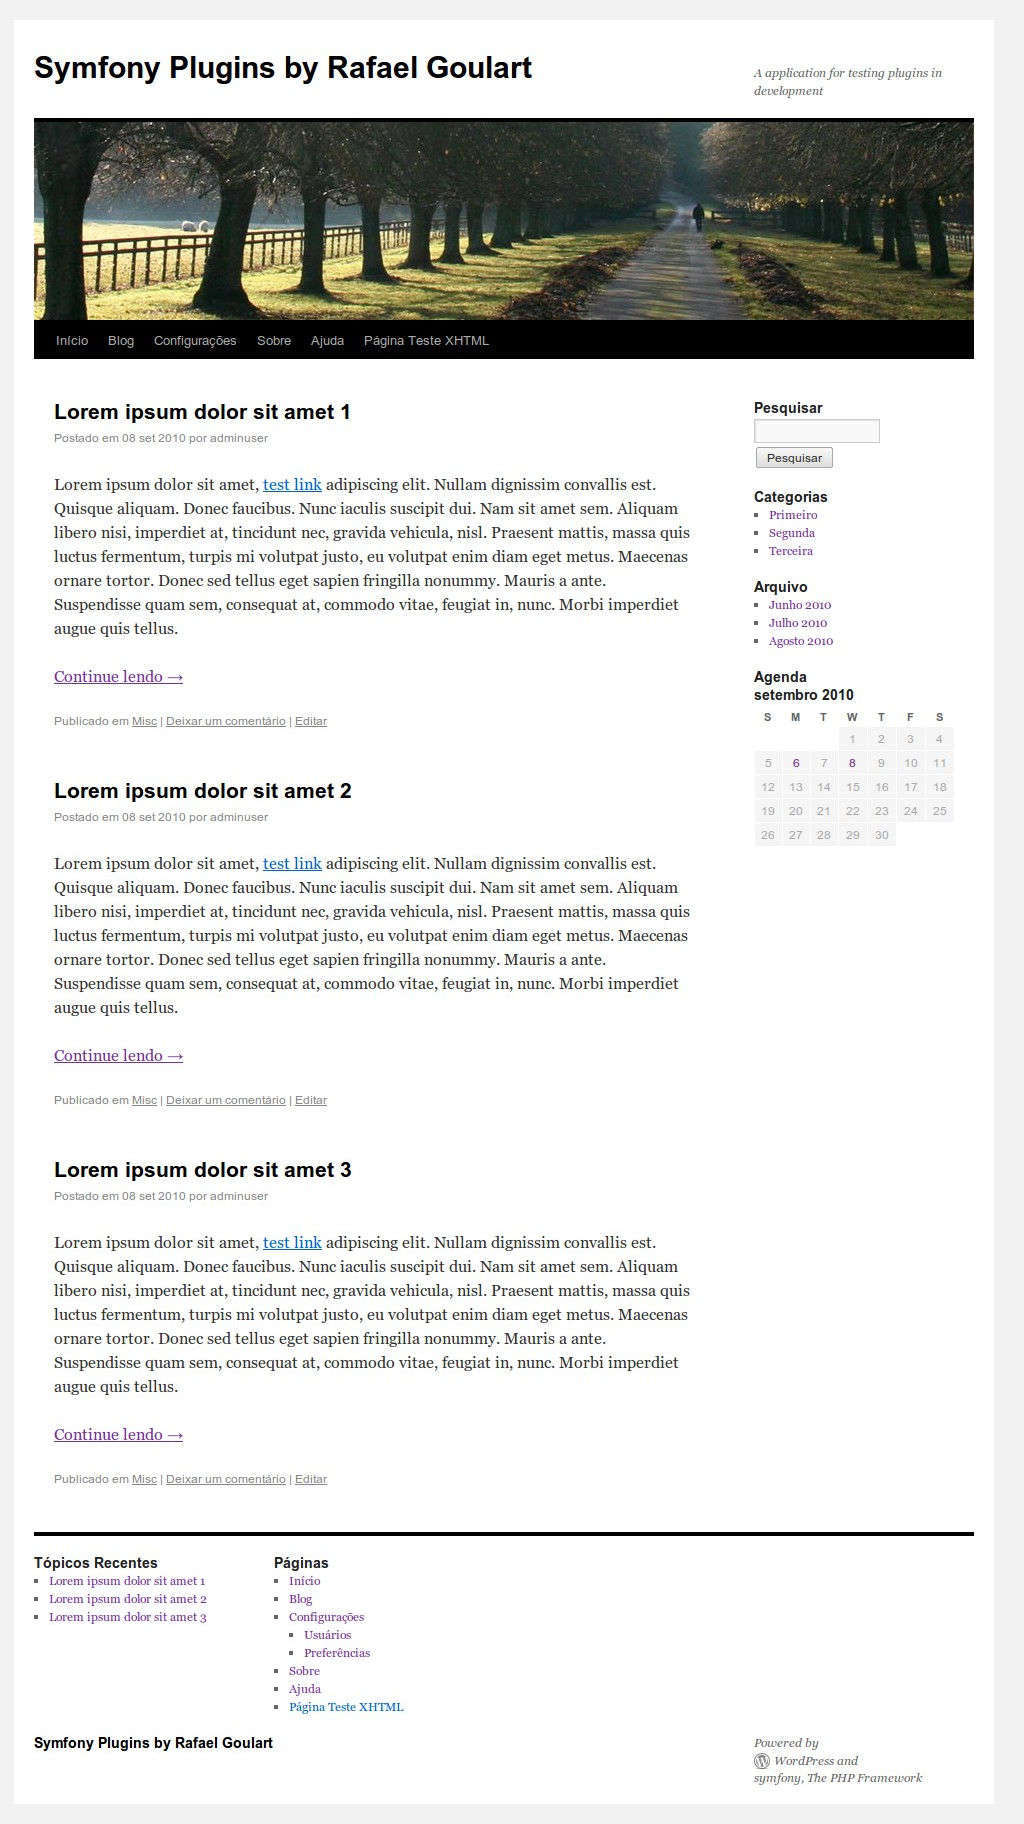 Symfony Plugins by Rafael Goulart
A application for testing plugins in
development
Início Blog Configurações Sobre Ajuda Página Teste XHTML
Lorem ipsum dolor sit amet 1
Postado em 08 set 2010 por adminuser
Lorem ipsum dolor sit amet, test link adipiscing elit. Nullam dignissim convallis est.
Quisque aliquam. Donec faucibus. Nunc iaculis suscipit dui. Nam sit amet sem. Aliquam
libero nisi, imperdiet at, tincidunt nec, gravida vehicula, nisl. Praesent mattis, massa quis
luctus fermentum, turpis mi volutpat justo, eu volutpat enim diam eget metus. Maecenas
ornare tortor. Donec sed tellus eget sapien fringilla nonummy. Mauris a ante.
Suspendisse quam sem, consequat at, commodo vitae, feugiat in, nunc. Morbi imperdiet
augue quis tellus.
Continue lendo →
Publicado em Misc | Deixar um comentário | Editar
Lorem ipsum dolor sit amet 2
Postado em 08 set 2010 por adminuser
Lorem ipsum dolor sit amet, test link adipiscing elit. Nullam dignissim convallis est.
Quisque aliquam. Donec faucibus. Nunc iaculis suscipit dui. Nam sit amet sem. Aliquam
libero nisi, imperdiet at, tincidunt nec, gravida vehicula, nisl. Praesent mattis, massa quis
luctus fermentum, turpis mi volutpat justo, eu volutpat enim diam eget metus. Maecenas
ornare tortor. Donec sed tellus eget sapien fringilla nonummy. Mauris a ante.
Suspendisse quam sem, consequat at, commodo vitae, feugiat in, nunc. Morbi imperdiet
augue quis tellus.
Continue lendo →
Publicado em Misc | Deixar um comentário | Editar
Lorem ipsum dolor sit amet 3
Postado em 08 set 2010 por adminuser
Lorem ipsum dolor sit amet, test link adipiscing elit. Nullam dignissim convallis est.
Quisque aliquam. Donec faucibus. Nunc iaculis suscipit dui. Nam sit amet sem. Aliquam
libero nisi, imperdiet at, tincidunt nec, gravida vehicula, nisl. Praesent mattis, massa quis
luctus fermentum, turpis mi volutpat justo, eu volutpat enim diam eget metus. Maecenas
ornare tortor. Donec sed tellus eget sapien fringilla nonummy. Mauris a ante.
Suspendisse quam sem, consequat at, commodo vitae, feugiat in, nunc. Morbi imperdiet
augue quis tellus.
Continue lendo →
Publicado em Misc | Deixar um comentário | Editar
Pesquisar
Pesquisar
Categorias
Primeiro
Segunda
Terceira
Arquivo
Junho 2010
Julho 2010
Agosto 2010
Agenda
setembro 2010
S M T W T F S
1 2 3 4
5 6 7 8 9 10 11
12 13 14 15 16 17 18
19 20 21 22 23 24 25
26 27 28 29 30
Tópicos Recentes
Lorem ipsum dolor sit amet 1
Lorem ipsum dolor sit amet 2
Lorem ipsum dolor sit amet 3
Páginas
Início
Blog
Configurações
Usuários
Preferências
Sobre
Ajuda
Página Teste XHTML
Symfony Plugins by Rafael Goulart
Powered by
WordPress and
symfony, The PHP Framework